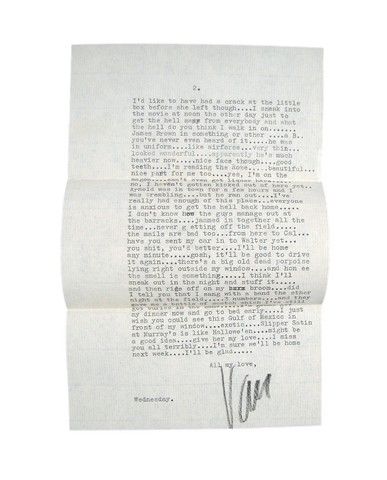 2.
I'd like to have had a crack at the little
box before she left though....I sneak into
the movie at noon the other day just to
get the hell away from everybody and what
the hell do you think I walk in on......
James Brown in something or other ....a B..
you've never even heard of it....he was
in uniform....like airforce...very thin..
looked wonderful....apparently he's much
heavier now....nice face though....good
teeth....I'm reading the move.....beautiful..
nice part for me too....yes, I'm on the
no, I haven't gotten kicked out of here yet..
Arnold was in town for a few hours and I
was trembling....but he ran out...I've
really had enough of this place...everyone
is anxious to get the hell back home....
I don't know how the guys manage out at
the barracks....jammed in together all the
time...never getting off the field....
the mails are bad too....from here to Cal...
have you sent my car in to Walter yet...
you shit, you'd better....I'll be home
any minute.....gosh, it'll be good to drive
it again....there's a big old dead porpoise
lying right outside my window....and hon ee
the smell is something....I think I'll
sneak out in the night and stuff it.....
and then ride off on my broom...did
I tell you that I sang with a band the other
night at the field....3 numbers....and they
my dinner now and go to bed early....I just
wish you could see this Gulf of Mexico in
front of my window....exotic...Slipper Satin
at Murray's is like Hallowe'en....might be
a good idea....give her my love....I miss
you all terribly...I'm sure we'll be home
next week....I'll be glad.....
All my love,
Van
Wednesday.